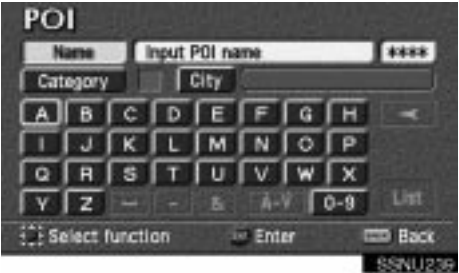 POI
Name Input POI name ****
Category City
A B C D E F G H
I J K L M N O P
Q R S T U V W X
Y Z - & A-Y 0-9 List
Select function Enter Back
SSNU239